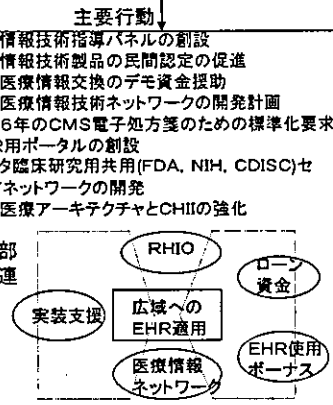 主要行動
情報技術指導パネルの創設
情報技術製品の民間認定の促進
医療情報交換のデモ資金援助
医療情報技術ネットワークの開発計画
6年のCMS電子処方箋のための標準化要求
用ポータルの創設
タ臨床研究用共用(FDA, NIH, CDISC)セ
ネットワークの開発
医療アーキテクチャとCHIIの強化
部
連
RHIO
ローン
資金
実装支援
広域への
EHR適用
EHR使用
ボーナス
医療情報
ネットワーク